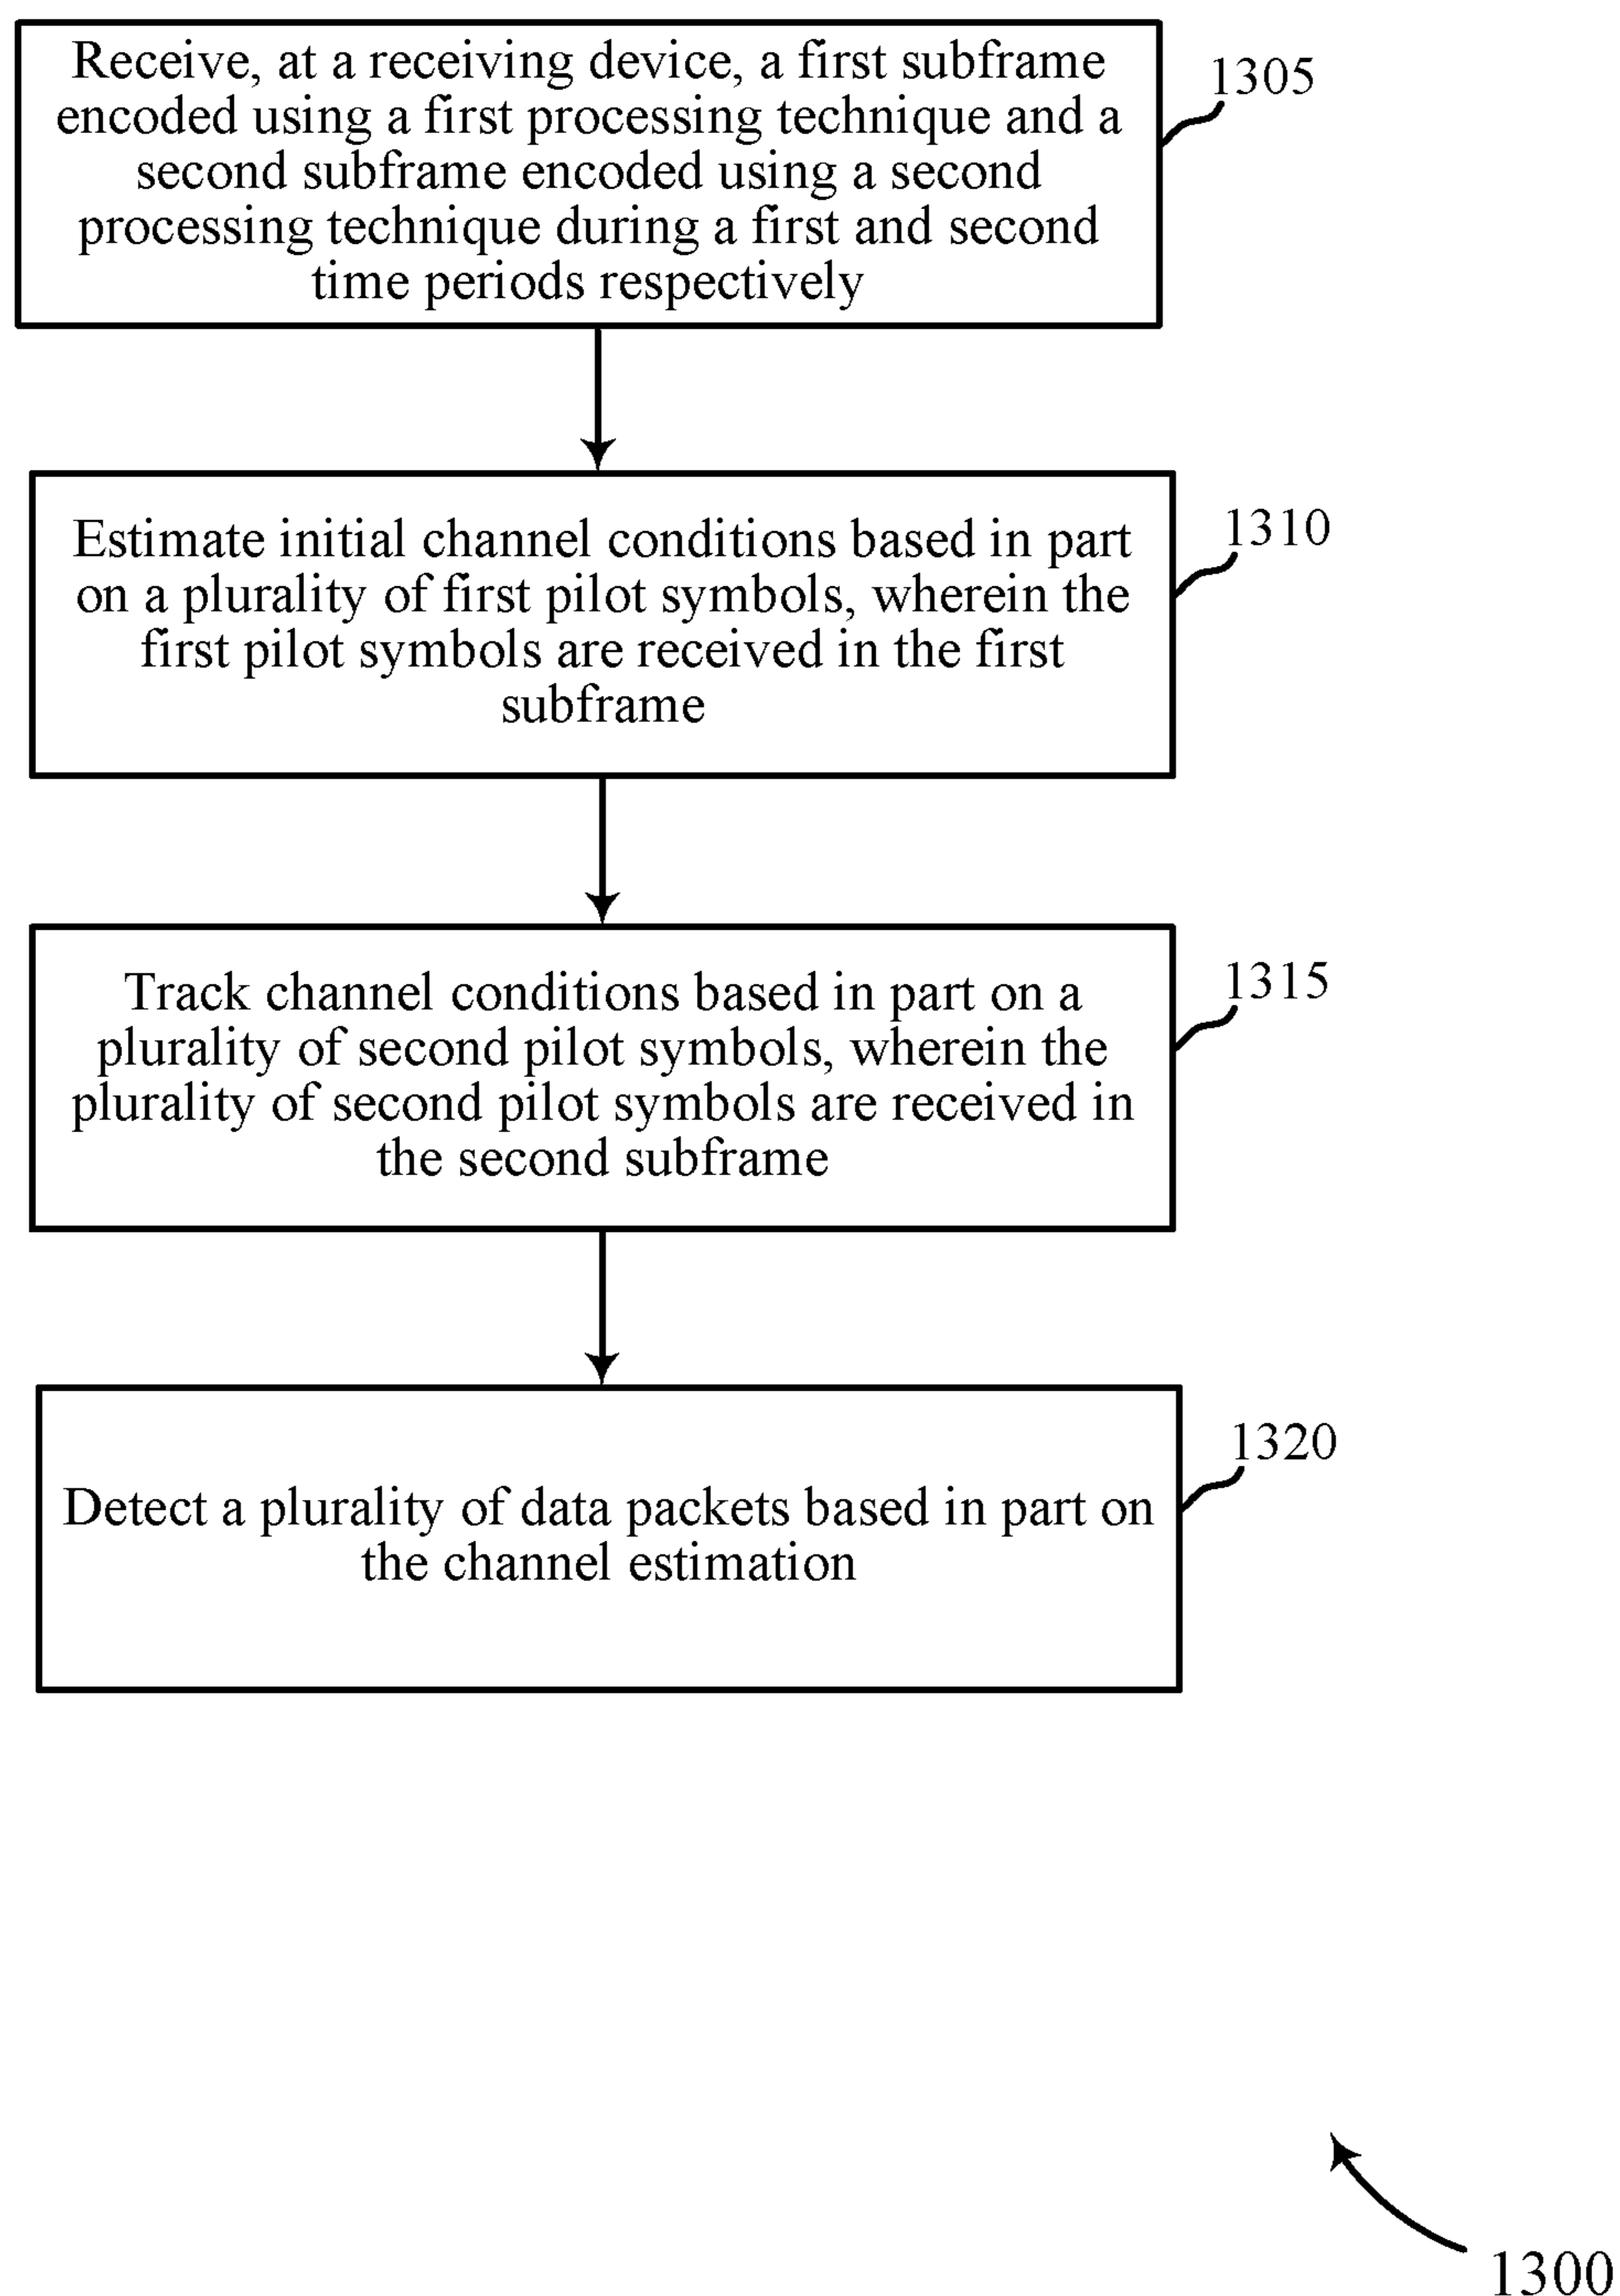 Receive, at a receiving device, a first subframe
encoded using a first processing technique and a
second subframe encoded using a second
processing technique during a first and second
time periods respectively
1305
Estimate initial channel conditions based in part
on a plurality of first pilot symbols, wherein the
first pilot symbols are received in the first
subframe
1310
Track channel conditions based in part on a
plurality of second pilot symbols, wherein the
plurality of second pilot symbols are received in
the second subframe
1315
Detect a plurality of data packets based in part on
the channel estimation
1320
1300